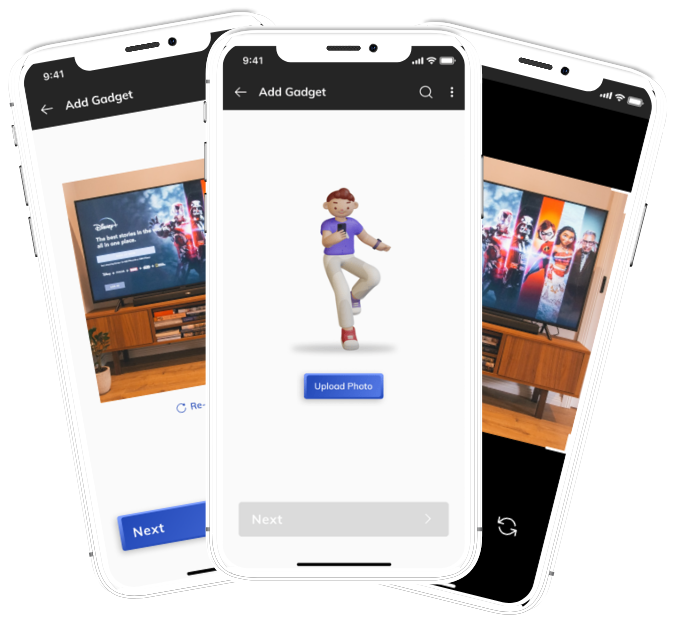 9:41
Add Gadget
Disney+
The best stories in the
all in one place.
Re-
Next
9:41
Add Gadget
Upload Photo
Next